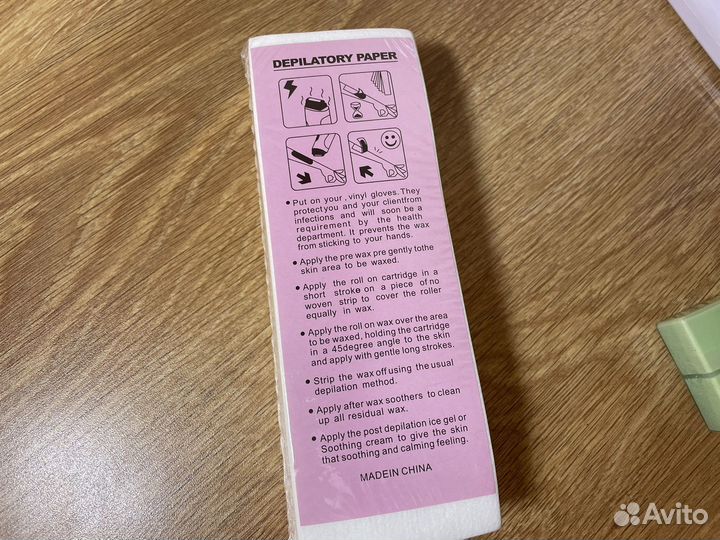 DEPILATORY PAPER
Put on your , vinyl gloves. They
protectyou and your clientfrom
infections and will soon be a
requirement by the health
department. It prevents the wax
from sticking to your hands.
Apply the pre wax pre gently tothe
skin area to be waxed.
Apply the roll on cartridge in a
short stroke on a piece of no
woven strip to cover the roller
equally in wax.
Apply the roll on wax over the area
to be waxed, holding the cartridge
in a 45degree angle to the skin
and apply with gentle long strokes.
Strip the wax off using the usual
depilation method.
Apply after wax soothers to clean
up all residual wax.
Apply the post depilation ice gel or
Soothing cream to give the skin
that soothing and calming feeling.
MADEIN CHINA
Avito